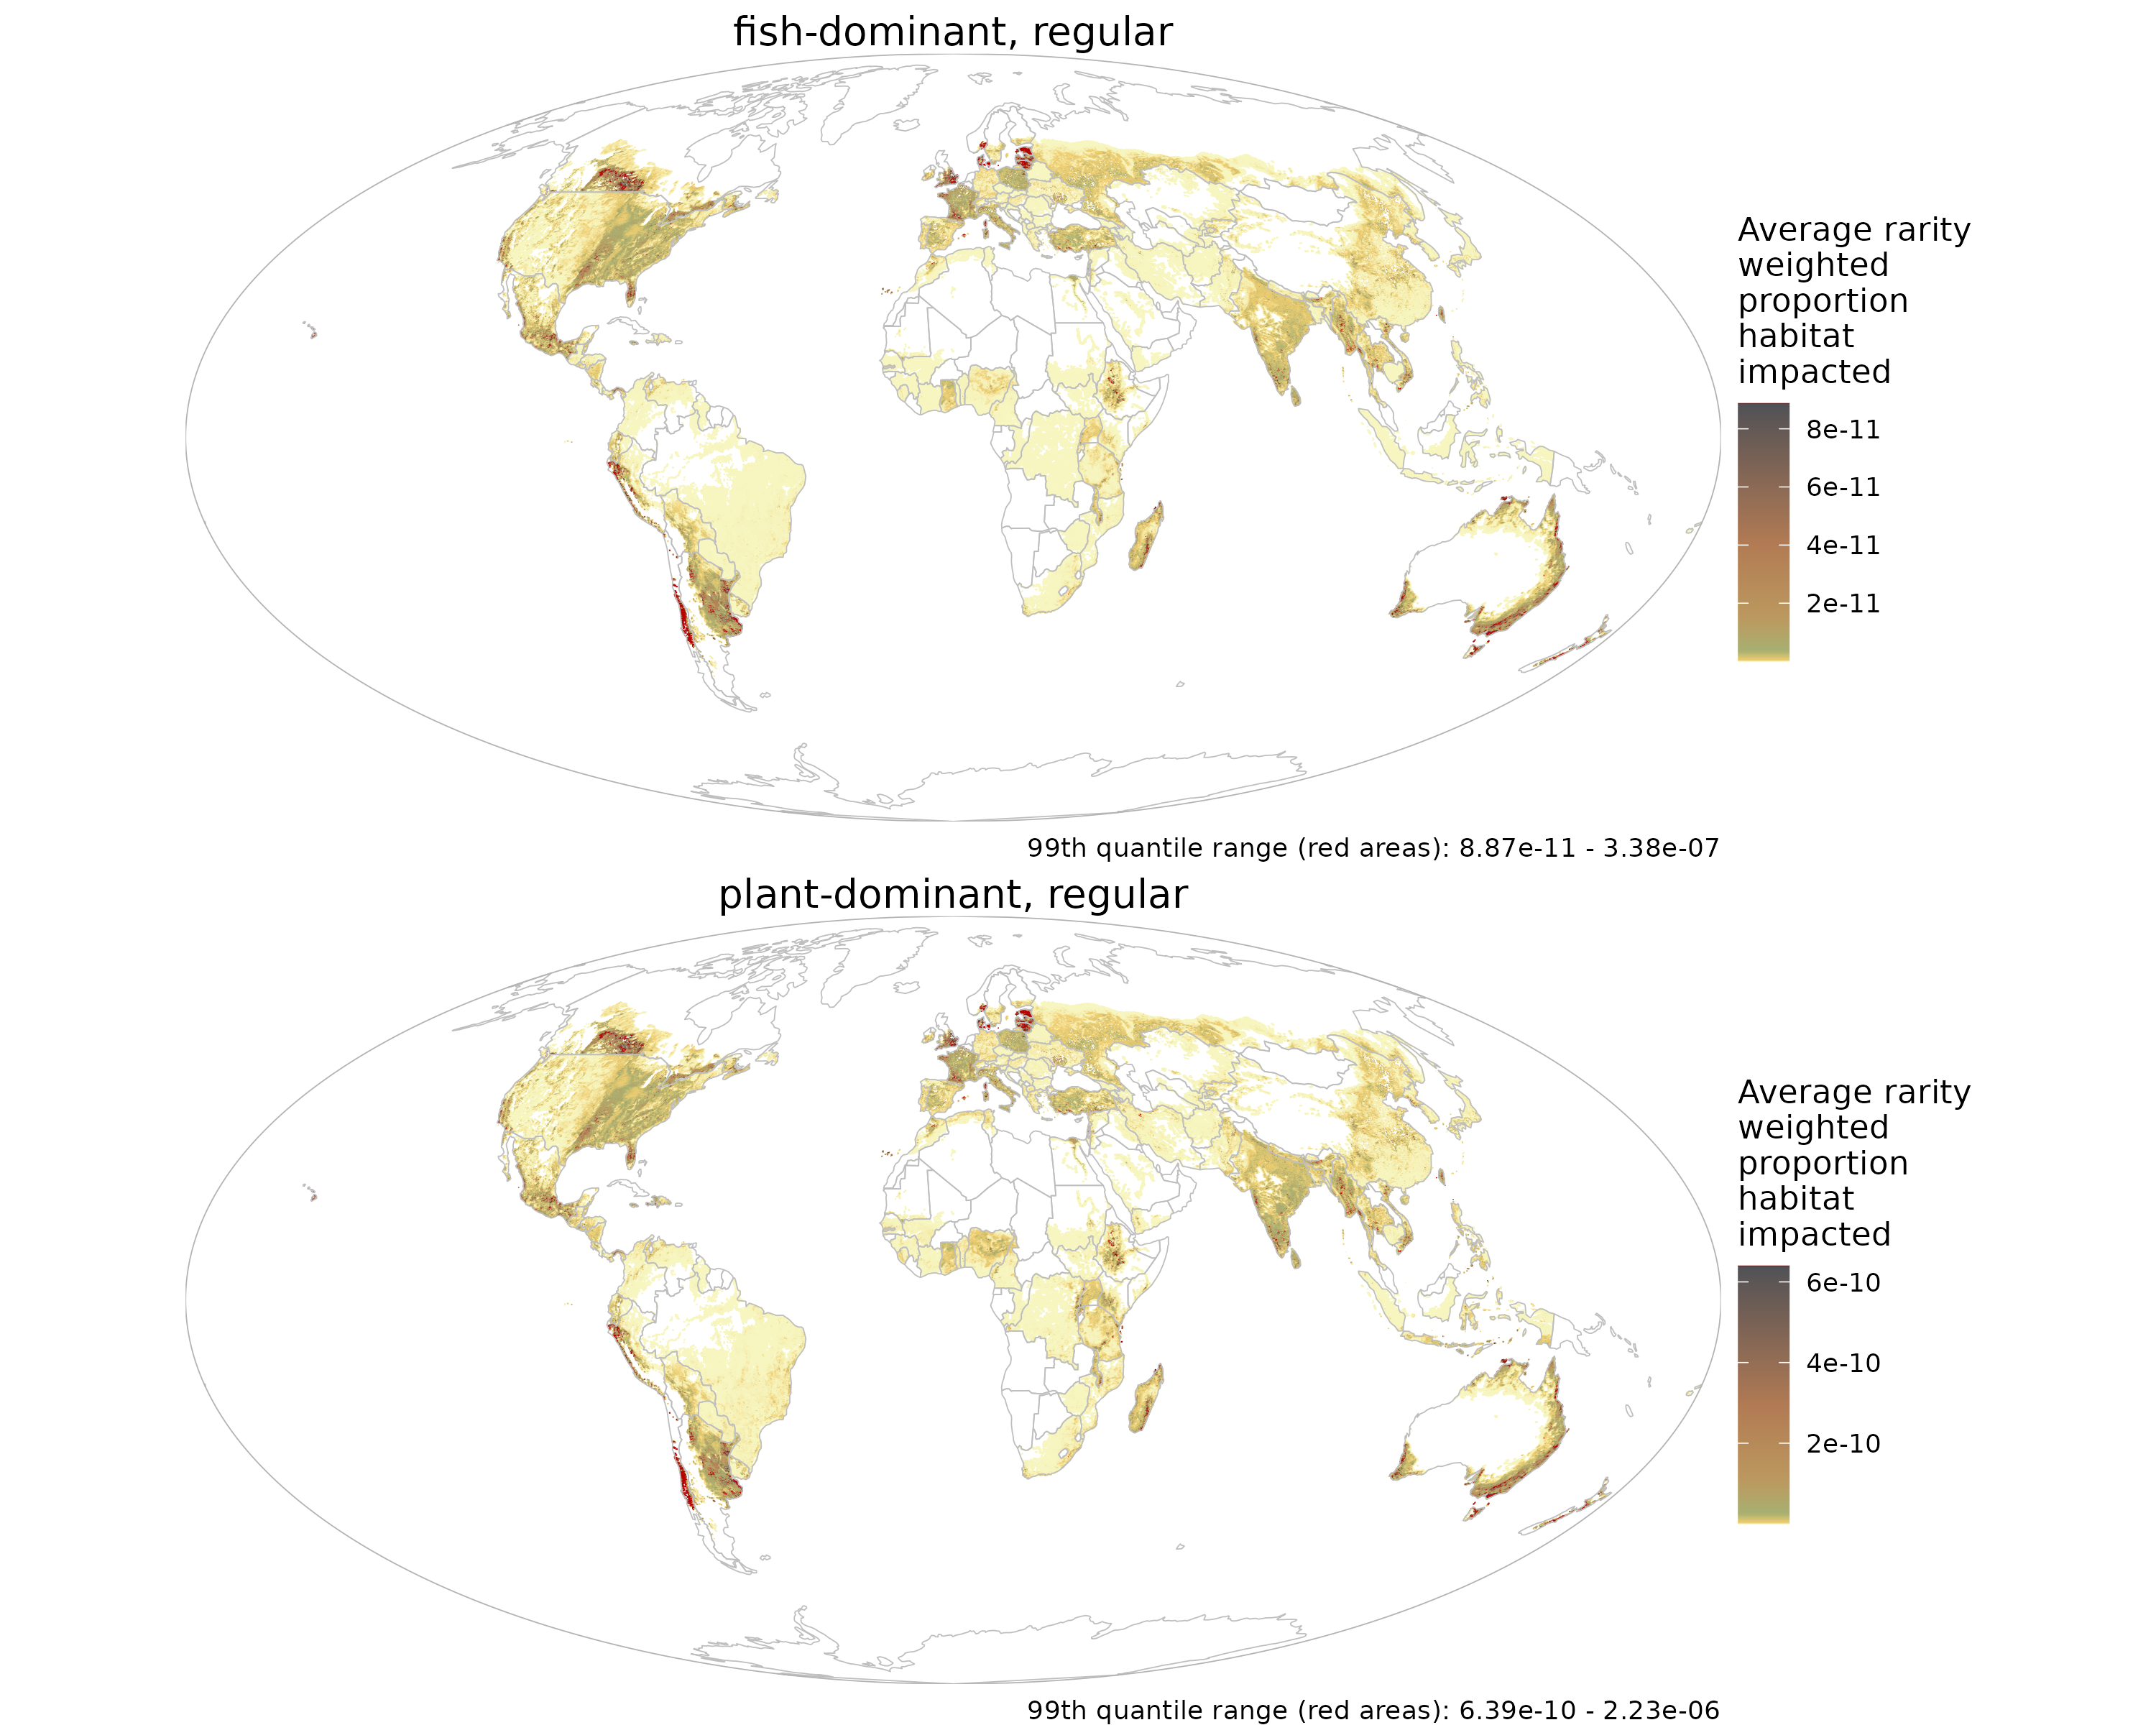 fish-dominant, regular
Average rarity
weighted
proportion
habitat
impacted
8e-11
6e-11
4e-11
2e-11
99th quantile range (red areas): 8.87e-11 - 3.38e-07
plant-dominant, regular
Average rarity
weighted
proportion
habitat
impacted
6e-10
4e-10
2e-10
99th quantile range (red areas): 6.39e-10 - 2.23e-06